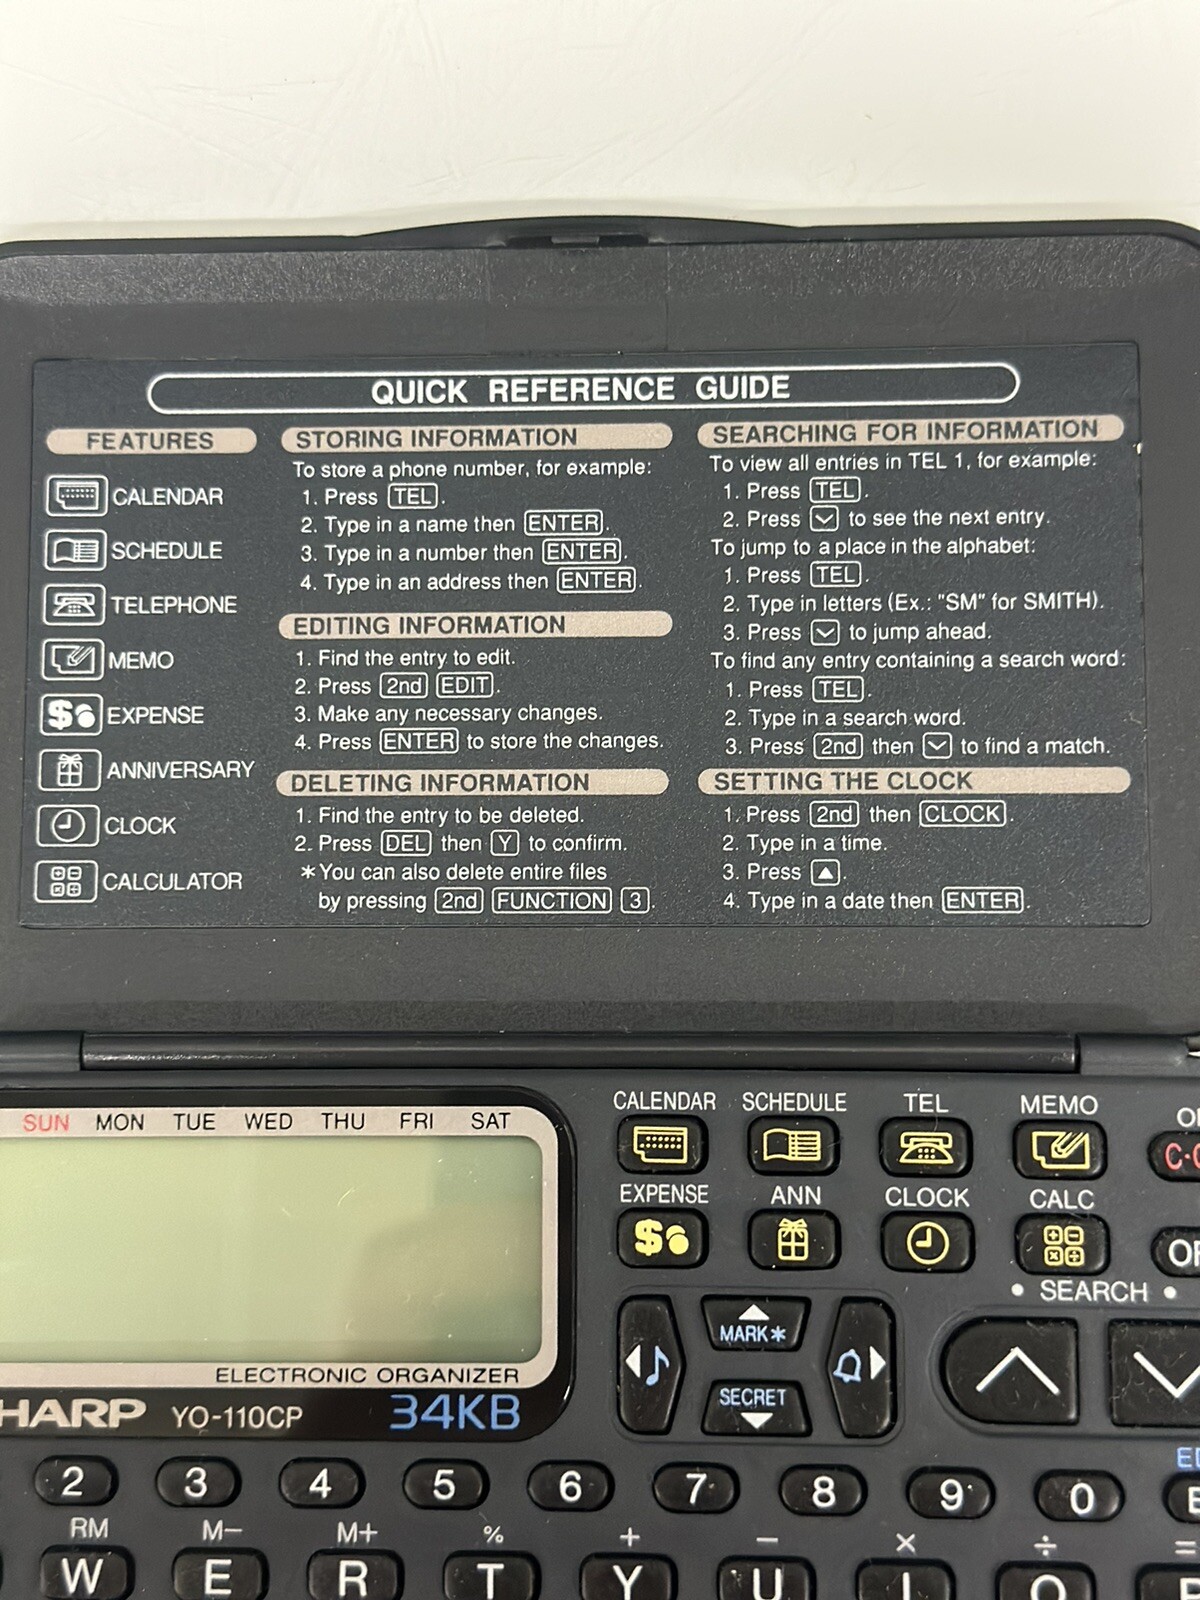 QUICK REFERENCE GUIDE
FEATURES
CALENDAR
SCHEDULE
TELEPHONE
MEMO
EXPENSE
ANNIVERSARY
CLOCK
CALCULATOR
STORING INFORMATION
To store a phone number, for example:
1. Press TEL.
2. Type in a name then ENTER.
3. Type in a number then ENTER.
4. Type in an address then ENTER.
EDITING INFORMATION
1. Find the entry to edit.
2. Press 2nd EDIT.
3. Make any necessary changes.
4. Press ENTER to store the changes.
DELETING INFORMATION
1. Find the entry to be deleted.
2. Press DEL then Y to confirm.
*You can also delete entire files
by pressing 2nd FUNCTION 3.
SEARCHING FOR INFORMATION
To view all entries in TEL 1, for example:
1. Press TEL.
2. Press to see the next entry.
To jump to a place in the alphabet:
1. Press TEL.
2. Type in letters (Ex.: "SM" for SMITH).
3. Press to jump ahead.
To find any entry containing a search word:
1. Press TEL.
2. Type in a search word.
3. Press 2nd then to find a match.
SETTING THE CLOCK
1. Press 2nd then CLOCK.
2. Type in a time.
3. Press ▲.
4. Type in a date then ENTER.
SUN MON TUE WED THU FRI SAT
ELECTRONIC ORGANIZER
HARP YO-110CP 34KB
CALENDAR SCHEDULE TEL MEMO
EXPENSE ANN CLOCK CALC
• SEARCH •
MARK*
SECRET
2 3 4 5 6 7 8 9 0
RM M− M+ % + − × ÷ =
W E R T Y U I O P